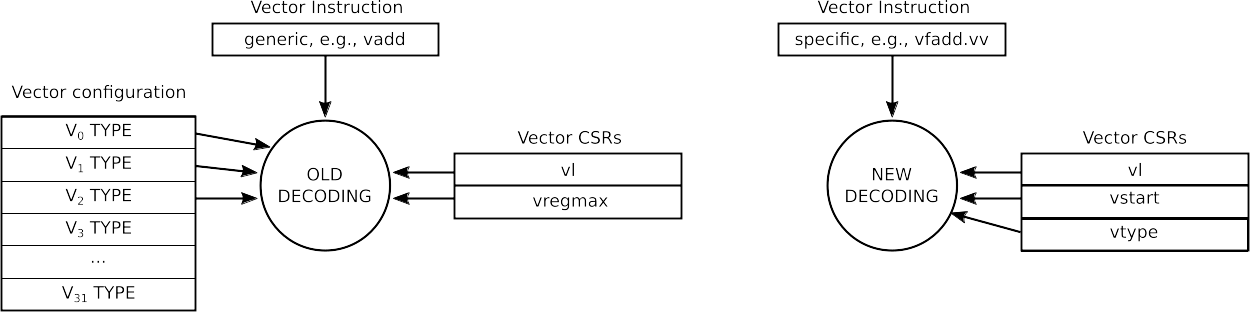 Vector Instruction
generic, e.g., vadd
Vector configuration
V0 TYPE
V1 TYPE
V2 TYPE
V3 TYPE
...
V31 TYPE
OLD
DECODING
Vector CSRs
vl
vregmax
Vector Instruction
specific, e.g., vfadd.vv
NEW
DECODING
Vector CSRs
vl
vstart
vtype